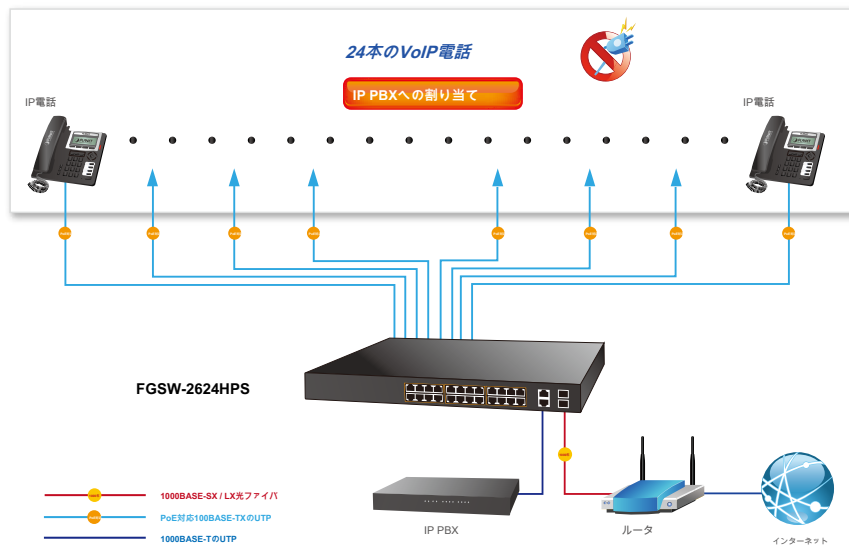 24本のVoIP電話
IP PBXへの割り当て
IP電話
IP電話
FGSW-2624HPS
1000BASE-SX / LX光ファイバ
PoE対応100BASE-TXのUTP
1000BASE-TのUTP
IP PBX
ルータ
インターネット